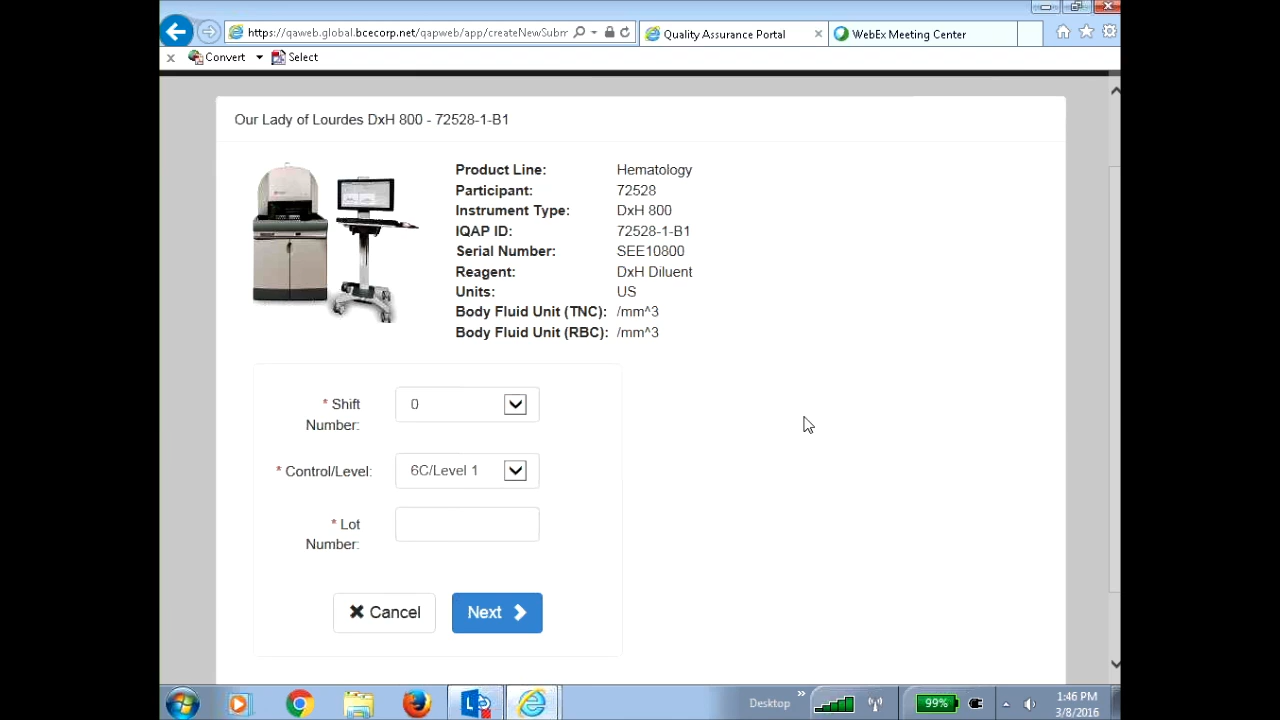 https://qaweb.global.bcecorp.net/qapweb/app/createNewSubm
Quality Assurance Portal
WebEx Meeting Center
Convert
Select
Our Lady of Lourdes DxH 800 - 72528-1-B1
Product Line: Hematology
Participant: 72528
Instrument Type: DxH 800
IQAP ID: 72528-1-B1
Serial Number: SEE10800
Reagent: DxH Diluent
Units: US
Body Fluid Unit (TNC): /mm^3
Body Fluid Unit (RBC): /mm^3
* Shift Number: 0
* Control/Level: 6C/Level 1
* Lot Number:
Cancel
Next
Desktop
99%
1:46 PM
3/8/2016